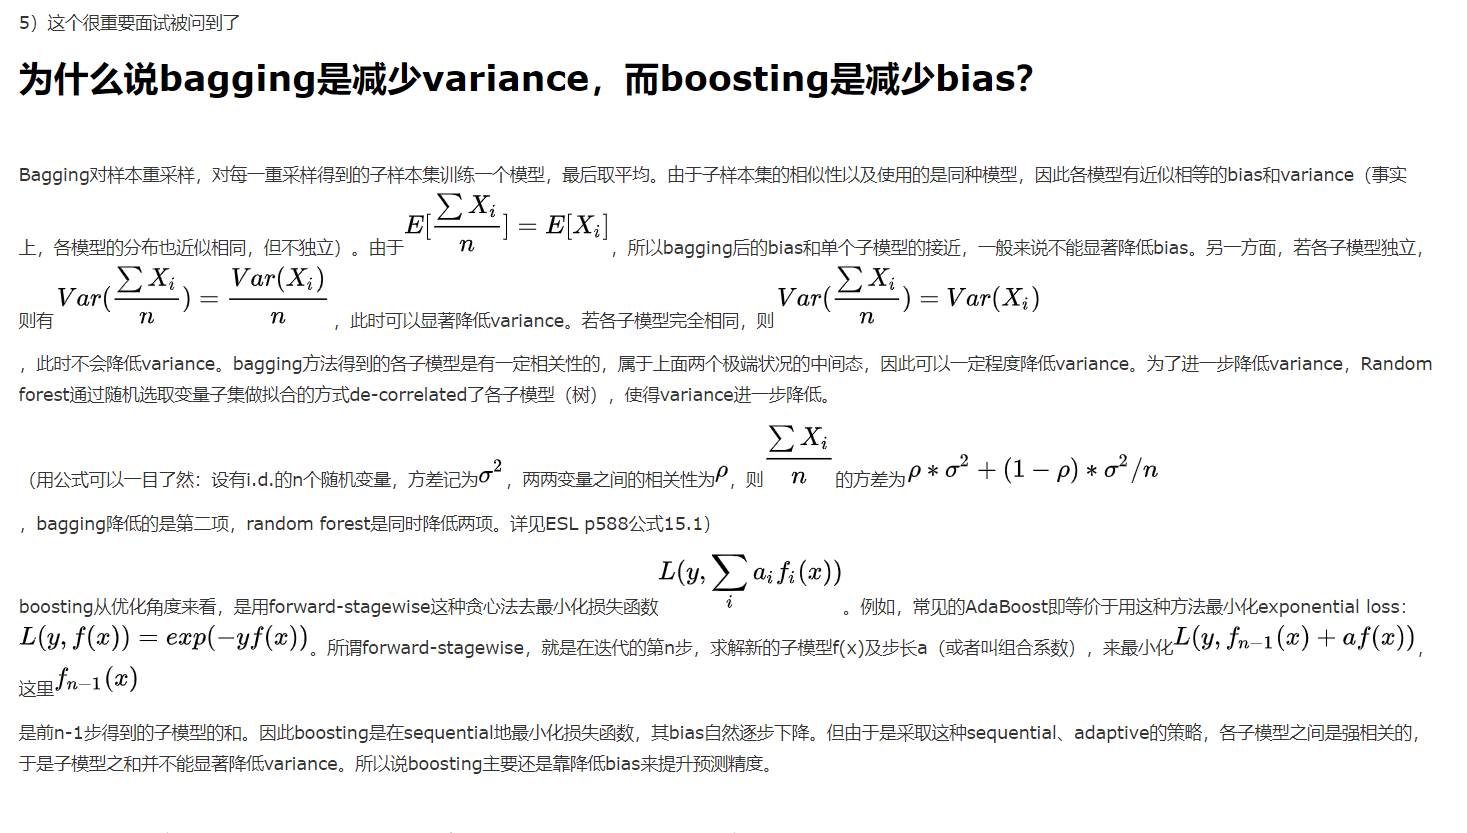 5）这个很重要面试被问到了
为什么说bagging是减少variance，而boosting是减少bias？
Bagging对样本重采样，对每一重采样得到的子样本集训练一个模型，最后取平均。由于子样本集的相似性以及使用的是同种模型，因此各模型有近似相等的bias和variance（事实
上，各模型的分布也近似相同，但不独立）。由于 E[\frac{\sum X_i}{n}] = E[X_i] ，所以bagging后的bias和单个子模型的接近，一般来说不能显著降低bias。另一方面，若各子模型独立，
则有 Var(\frac{\sum X_i}{n}) = \frac{Var(X_i)}{n} ，此时可以显著降低variance。若各子模型完全相同，则 Var(\frac{\sum X_i}{n}) = Var(X_i)
，此时不会降低variance。bagging方法得到的各子模型是有一定相关性的，属于上面两个极端状况的中间态，因此可以一定程度降低variance。为了进一步降低variance，Random
forest通过随机选取变量子集做拟合的方式de-correlated了各子模型（树），使得variance进一步降低。
（用公式可以一目了然：设有i.d.的n个随机变量，方差记为σ²，两两变量之间的相关性为ρ，则 \frac{\sum X_i}{n} 的方差为ρ * σ² + (1 − ρ) * σ²/n
，bagging降低的是第二项，random forest是同时降低两项。详见ESL p588公式15.1）
boosting从优化角度来看，是用forward-stagewise这种贪心法去最小化损失函数 L(y, \sum_i a_i f_i(x)) 。例如，常见的AdaBoost即等价于用这种方法最小化exponential loss：
L(y, f(x)) = exp(−yf(x))。所谓forward-stagewise，就是在迭代的第n步，求解新的子模型f(x)及步长a（或者叫组合系数），来最小化L(y, f_{n−1}(x) + af(x))，
这里f_{n−1}(x)
是前n-1步得到的子模型的和。因此boosting是在sequential地最小化损失函数，其bias自然逐步下降。但由于是采取这种sequential、adaptive的策略，各子模型之间是强相关的，
于是子模型之和并不能显著降低variance。所以说boosting主要还是靠降低bias来提升预测精度。